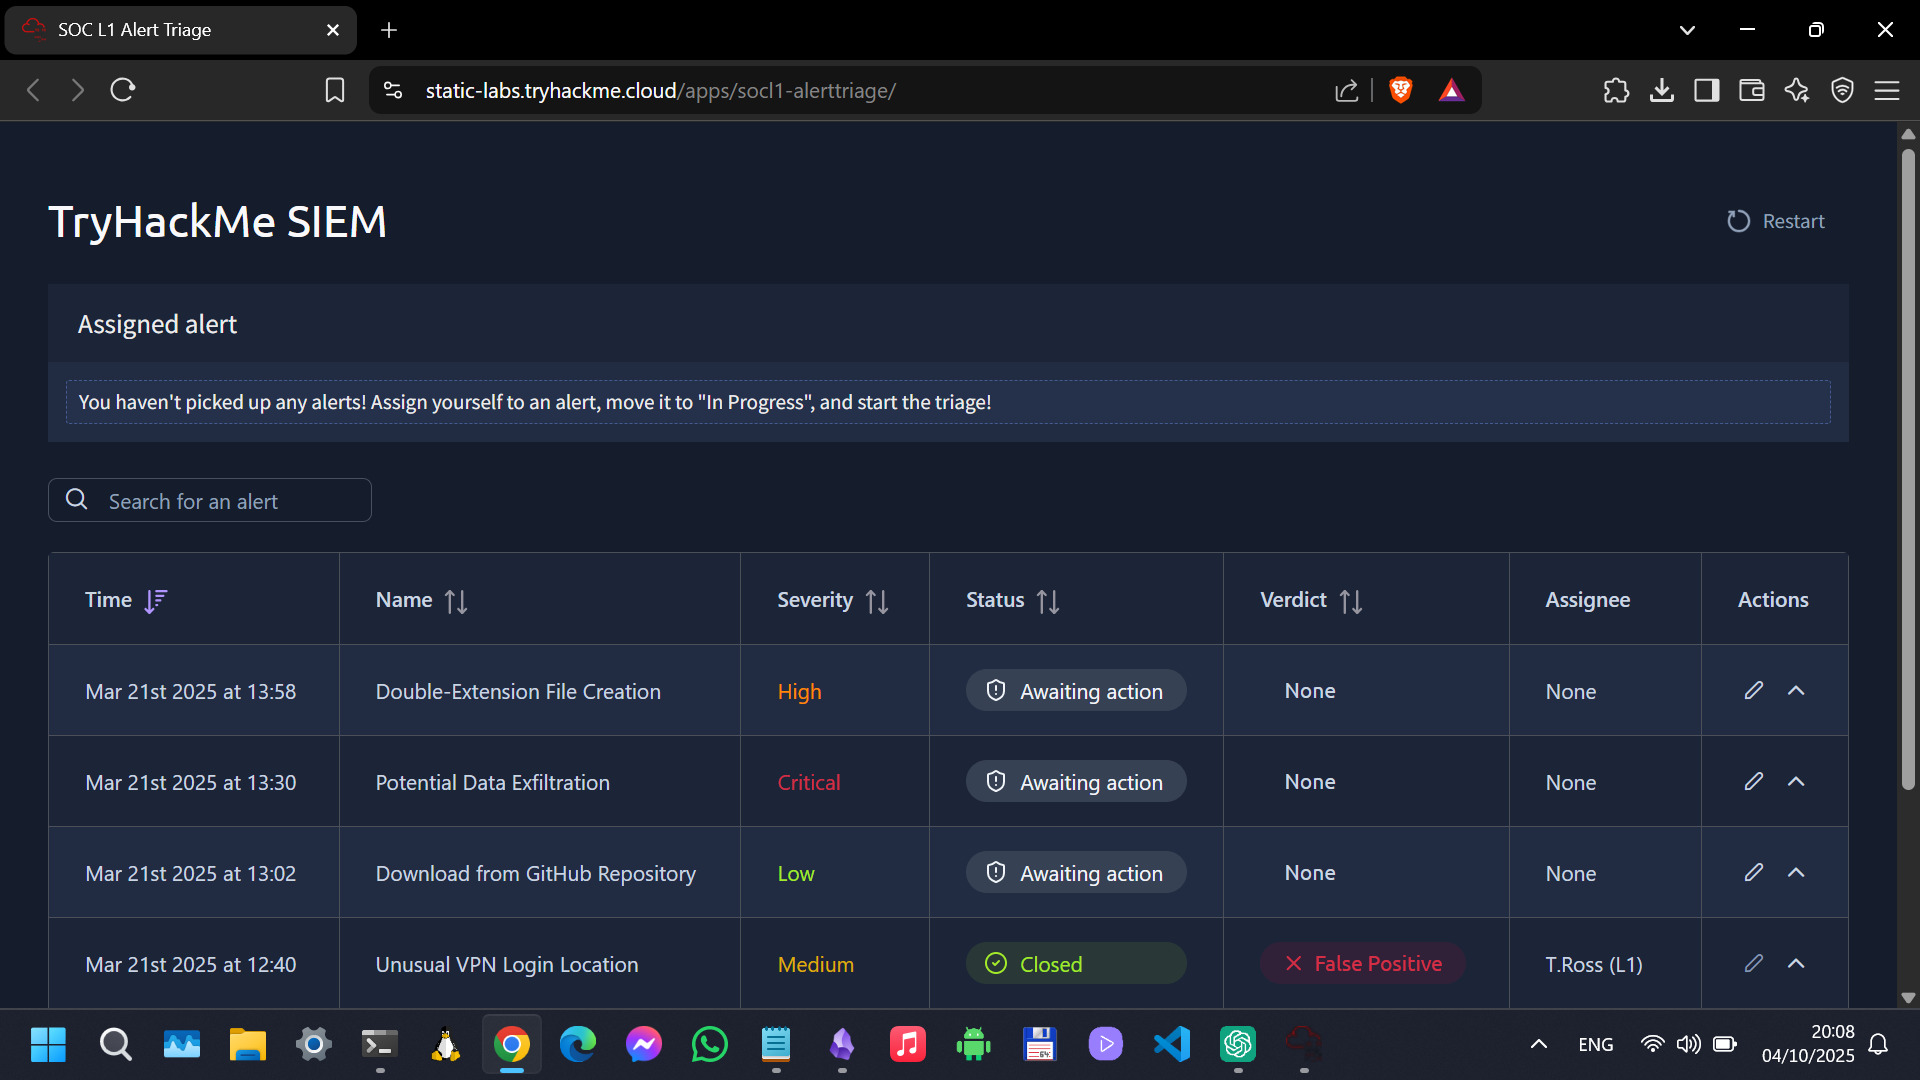 SOC L1 Alert Triage
static-labs.tryhackme.cloud/apps/socl1-alerttriage/
TryHackMe SIEM
Restart
Assigned alert
You haven't picked up any alerts! Assign yourself to an alert, move it to "In Progress", and start the triage!
Search for an alert
Time Name Severity Status Verdict Assignee Actions
Mar 21st 2025 at 13:58 Double-Extension File Creation High Awaiting action None None
Mar 21st 2025 at 13:30 Potential Data Exfiltration Critical Awaiting action None None
Mar 21st 2025 at 13:02 Download from GitHub Repository Low Awaiting action None None
Mar 21st 2025 at 12:40 Unusual VPN Login Location Medium Closed False Positive T.Ross (L1)
64
ENG
20:08
04/10/2025